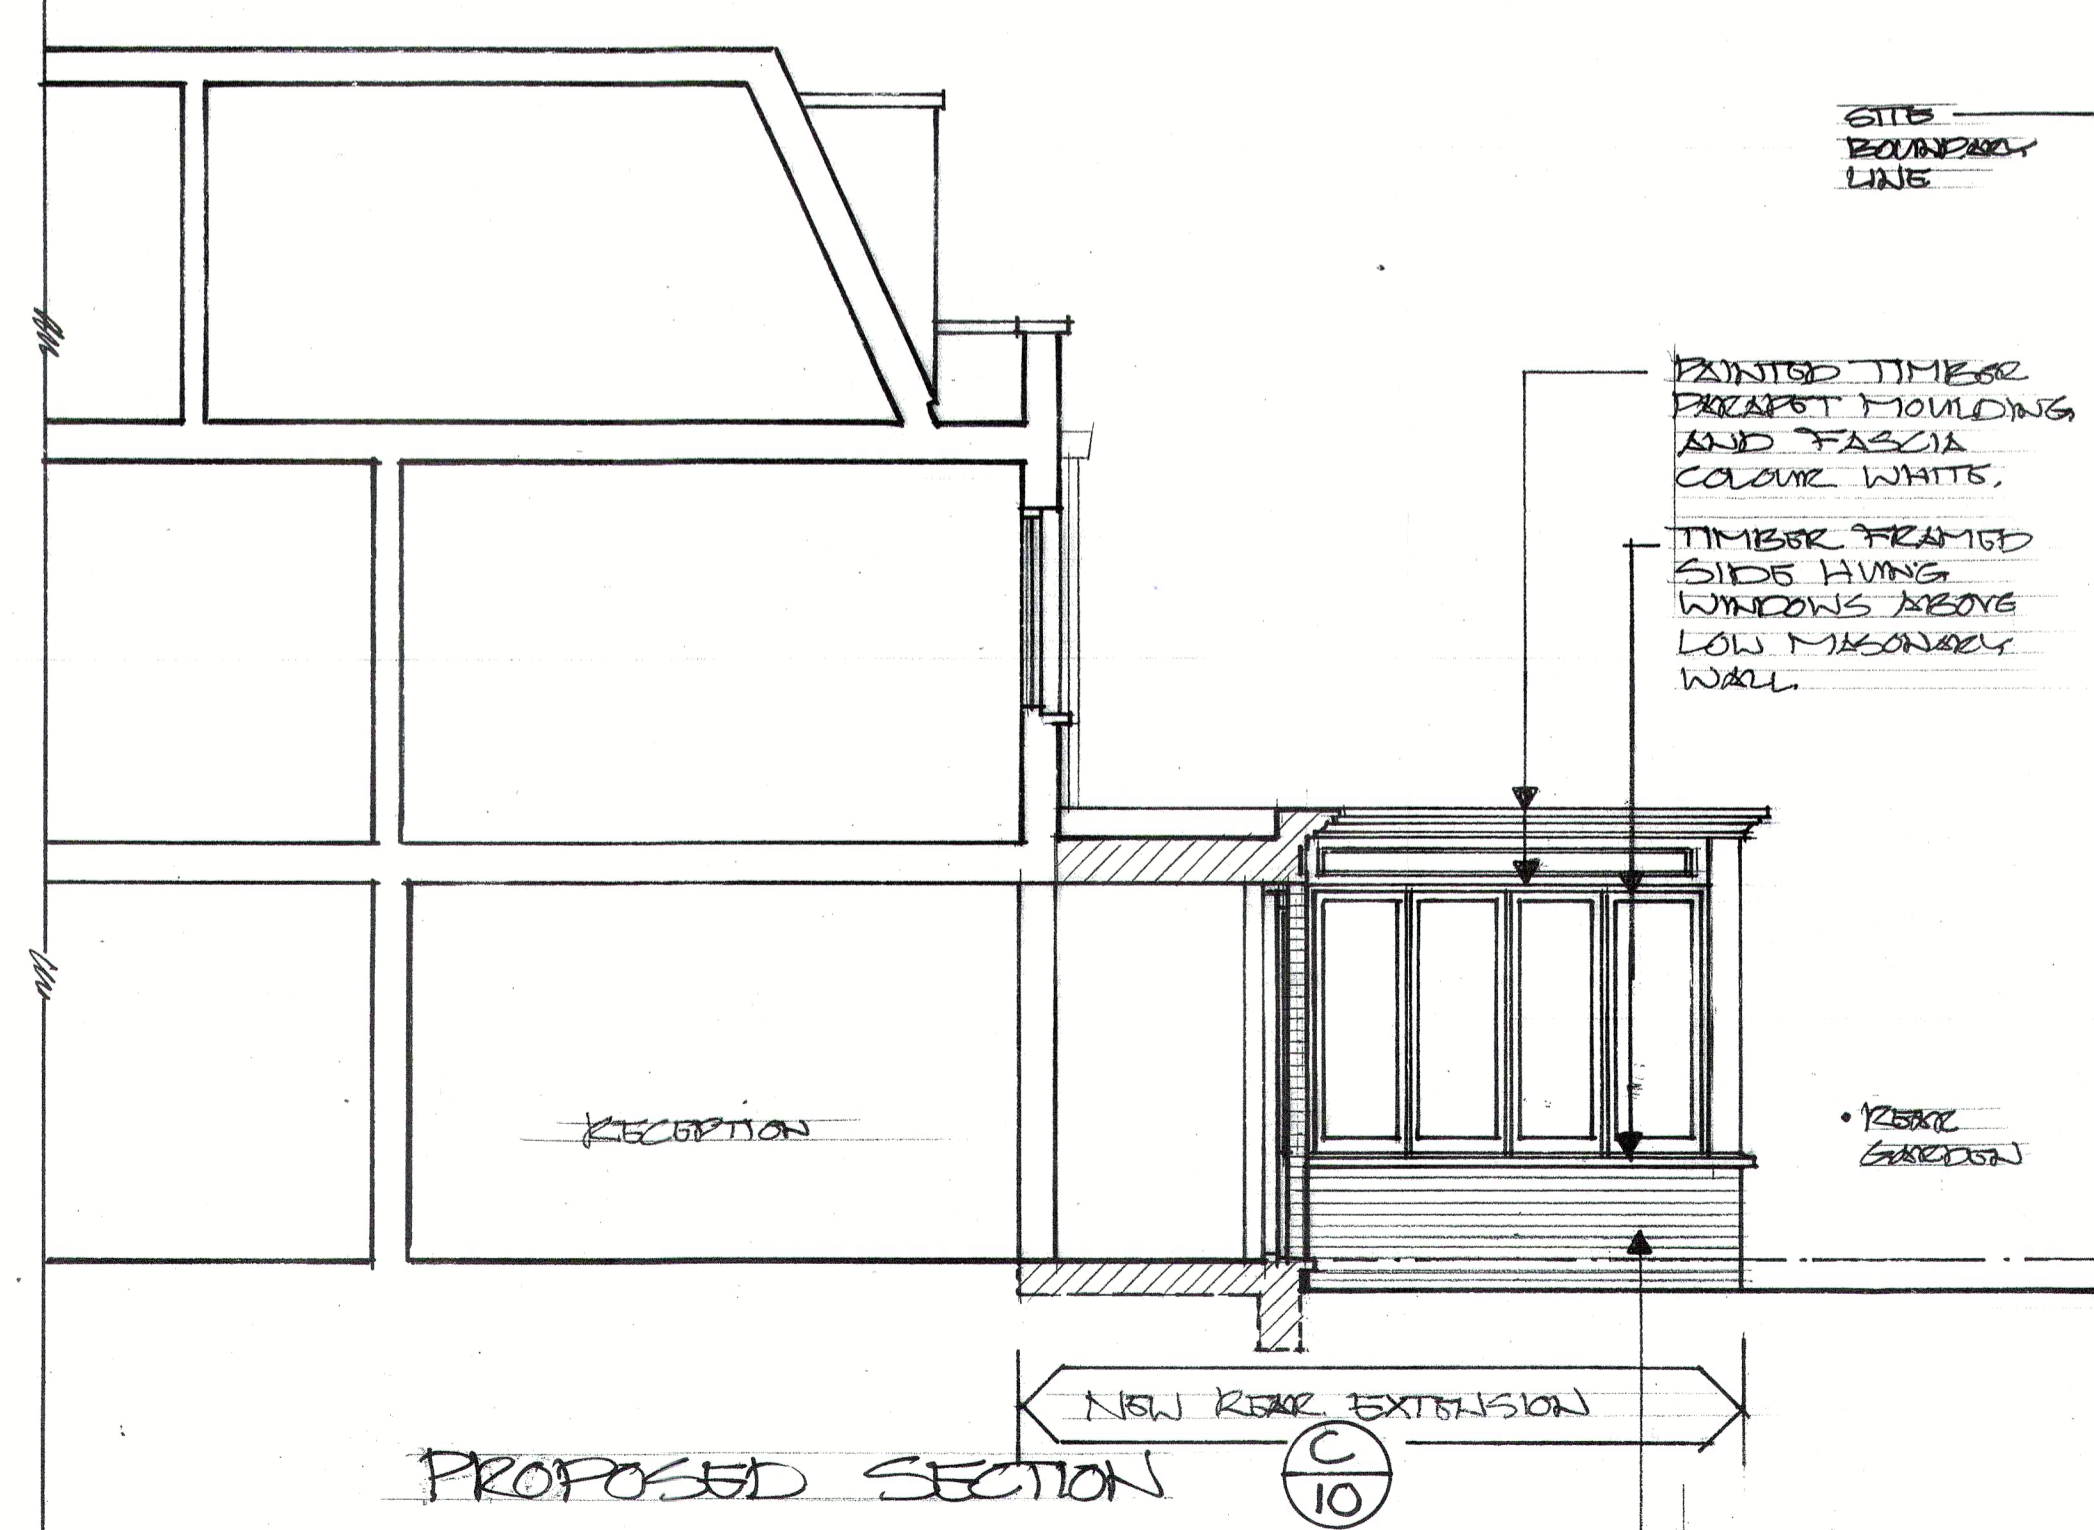 SITE
BOUNDARY
LINE
PAINTED TIMBER
PARAPET MOULDING,
AND FASCIA
COLOUR WHITE.
TIMBER FRAMED
SIDE HUNG
WINDOWS ABOVE
LOW MASONARY
WALL.
RECEPTION
• REAR
GARDEN
NEW REAR EXTENSION
PROPOSED SECTION
C
10